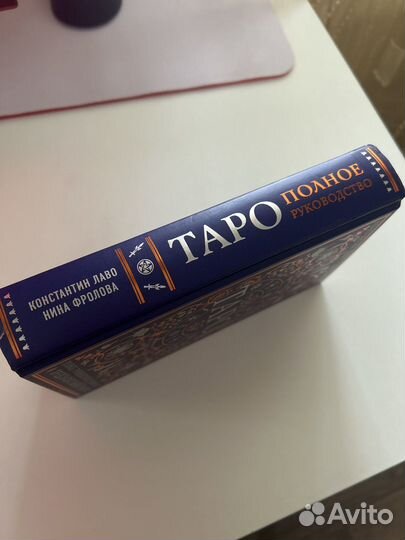 КОНСТАНТИН ЛАВО
НИНА ФРОЛОВА
ТАРО
ПОЛНОЕ
РУКОВОДСТВО
Avito